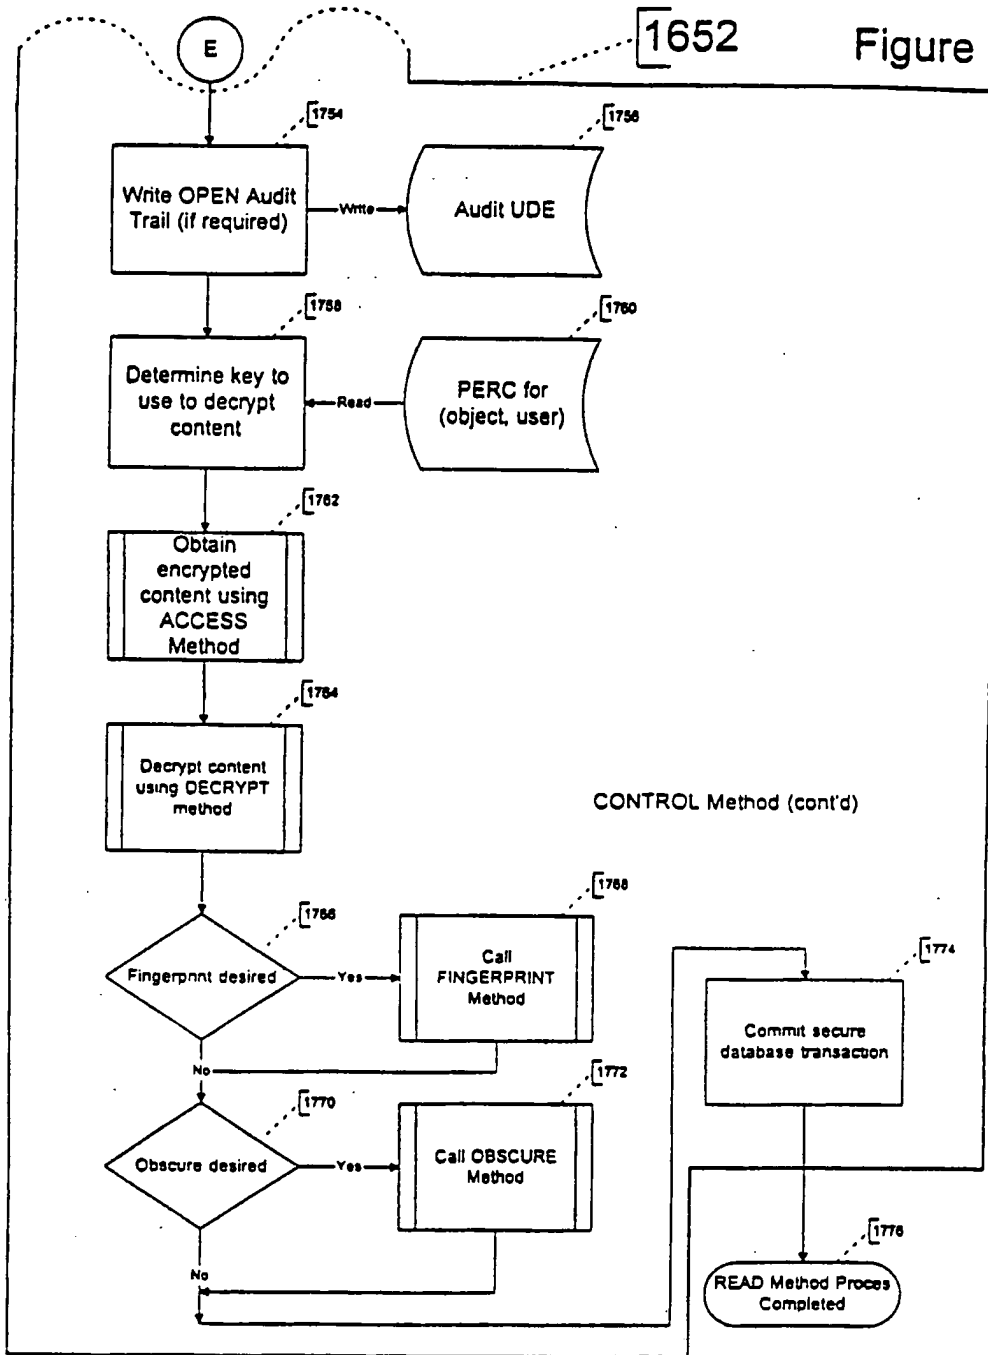 E
1652
Figure
1754
Write OPEN Audit
Trail (if required)
Write
1756
Audit UDE
1758
Determine key to
use to decrypt
content
Read
1760
PERC for
(object, user)
1762
Obtain
encrypted
content using
ACCESS
Method
1764
Decrypt content
using DECRYPT
method
CONTROL Method (cont'd)
1766
Fingerprint desired
Yes
No
1768
Call
FINGERPRINT
Method
1770
Obscure desired
Yes
No
1772
Call OBSCURE
Method
1774
Commit secure
database transaction
1776
READ Method Proces
Completed